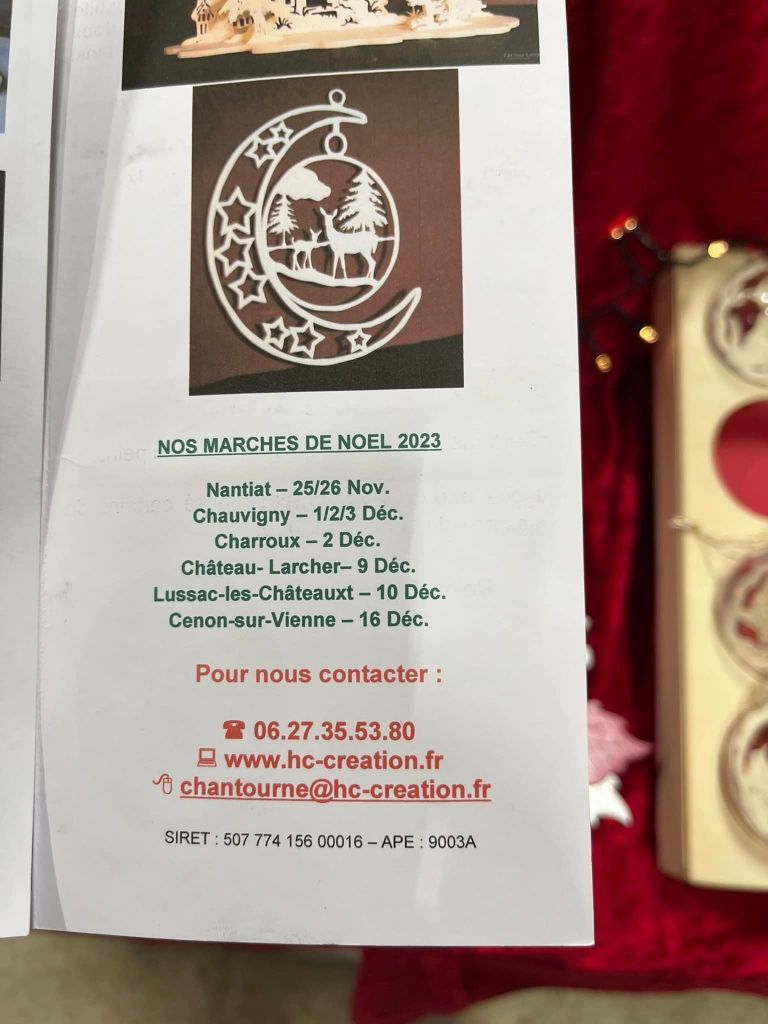 NOS MARCHES DE NOEL 2023
Nantiat – 25/26 Nov.
Chauvigny – 1/2/3 Déc.
Charroux – 2 Déc.
Château- Larcher– 9 Déc.
Lussac-les-Châteauxt – 10 Déc.
Cenon-sur-Vienne – 16 Déc.
Pour nous contacter :
☎ 06.27.35.53.80
www.hc-creation.fr
chantourne@hc-creation.fr
SIRET : 507 774 156 00016 – APE : 9003A